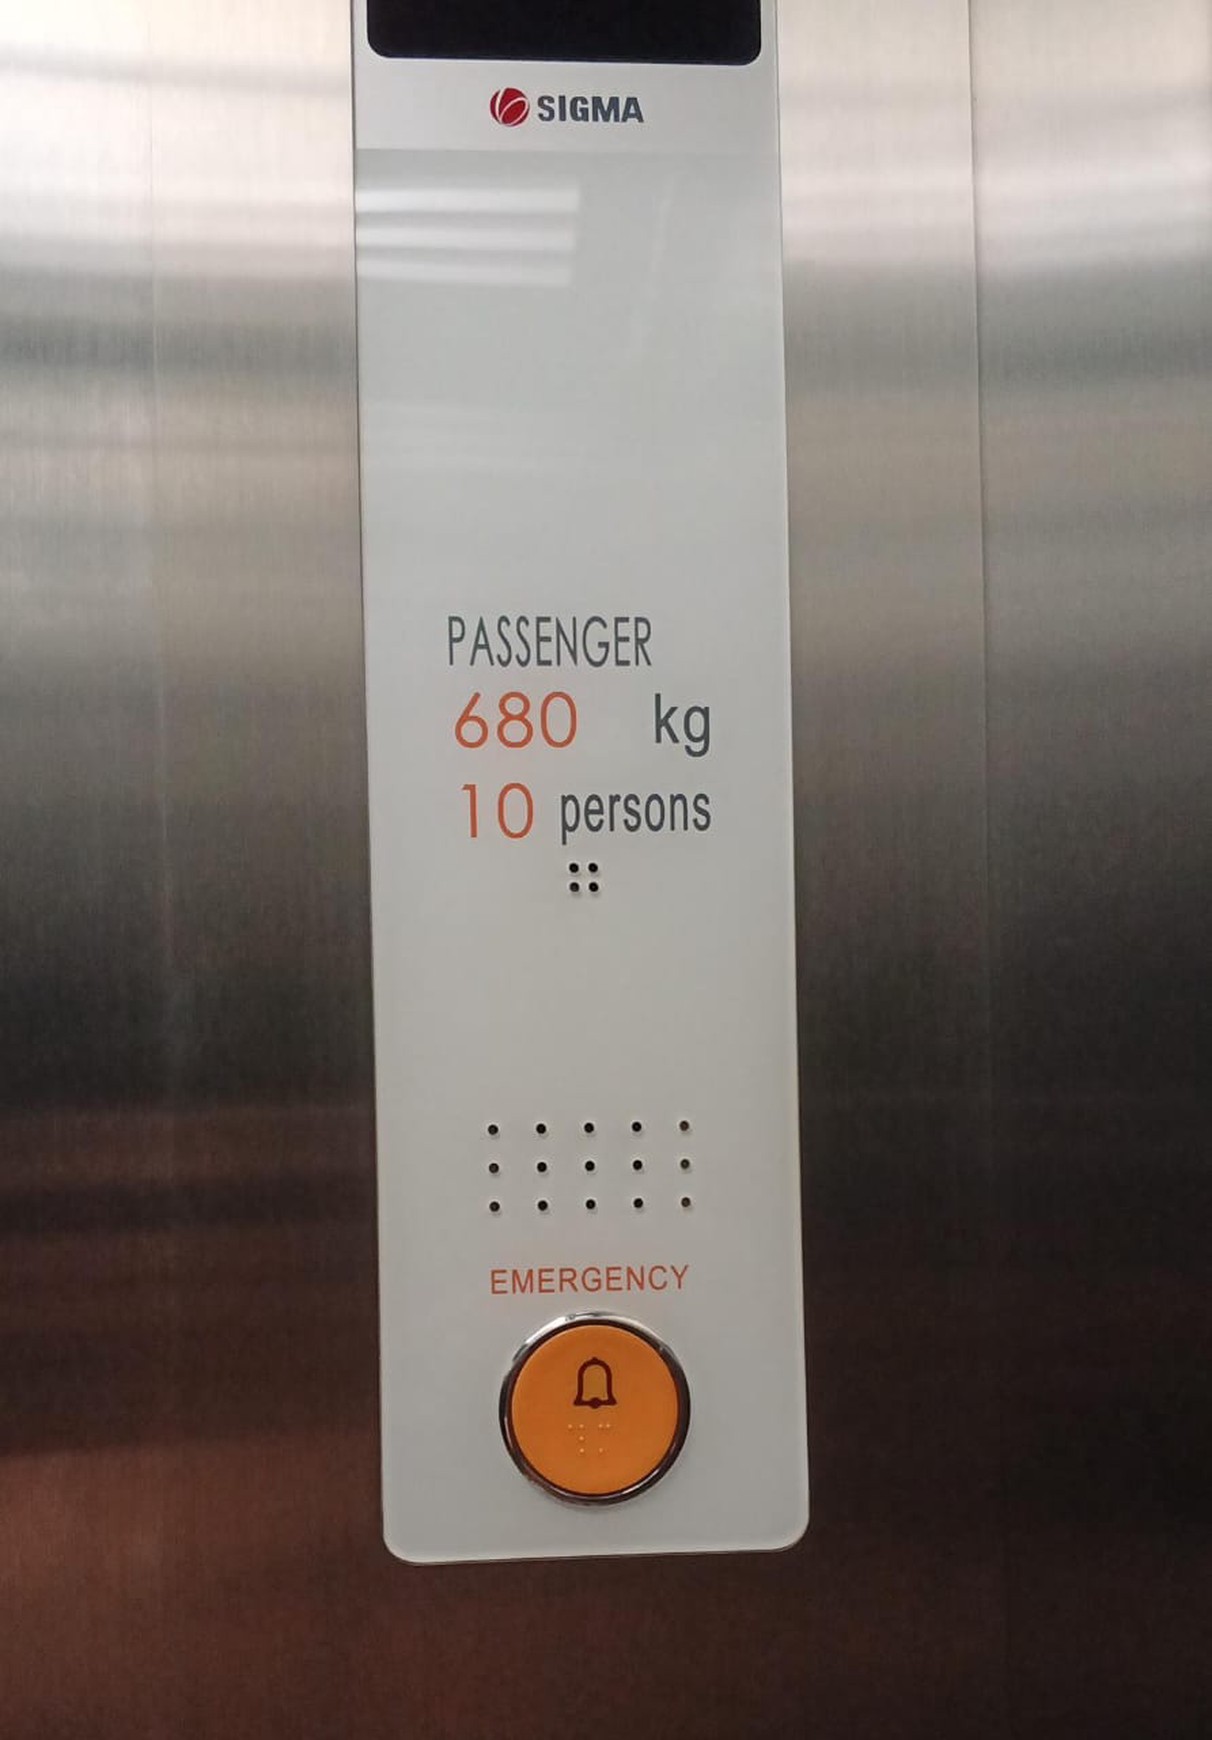 SIGMA
PASSENGER
680 kg
10 persons
EMERGENCY